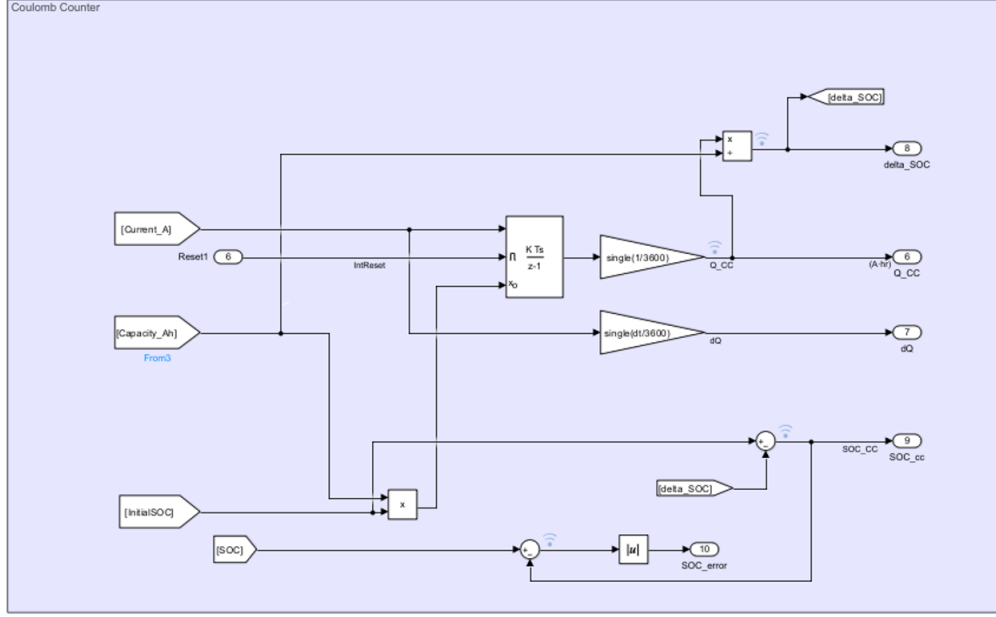 Coulomb Counter
[delta_SOC]
x
÷
8
delta_SOC
[Current_A]
Reset1
6
IntReset
K Ts
z-1
xo
single(1/3600)
Q_CC
(A·hr)
6
Q_CC
[Capacity_Ah]
From3
single(dt/3600)
dQ
7
dQ
+
-
SOC_CC
9
SOC_cc
[delta_SOC]
[InitialSOC]
x
[SOC]
+
-
|u|
10
SOC_error